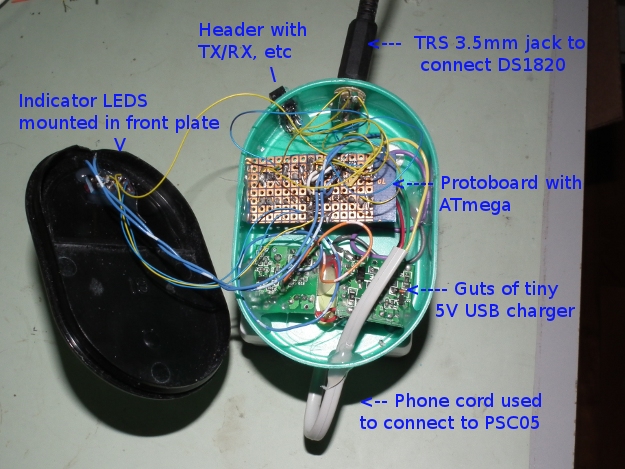 Header with
TX/RX, etc
<--- TRS 3.5mm jack to
connect DS1820
Indicator LEDS
mounted in front plate
V
<---- Protoboard with
ATmega
<---- Guts of tiny
5V USB charger
<-- Phone cord used
to connect to PSC05